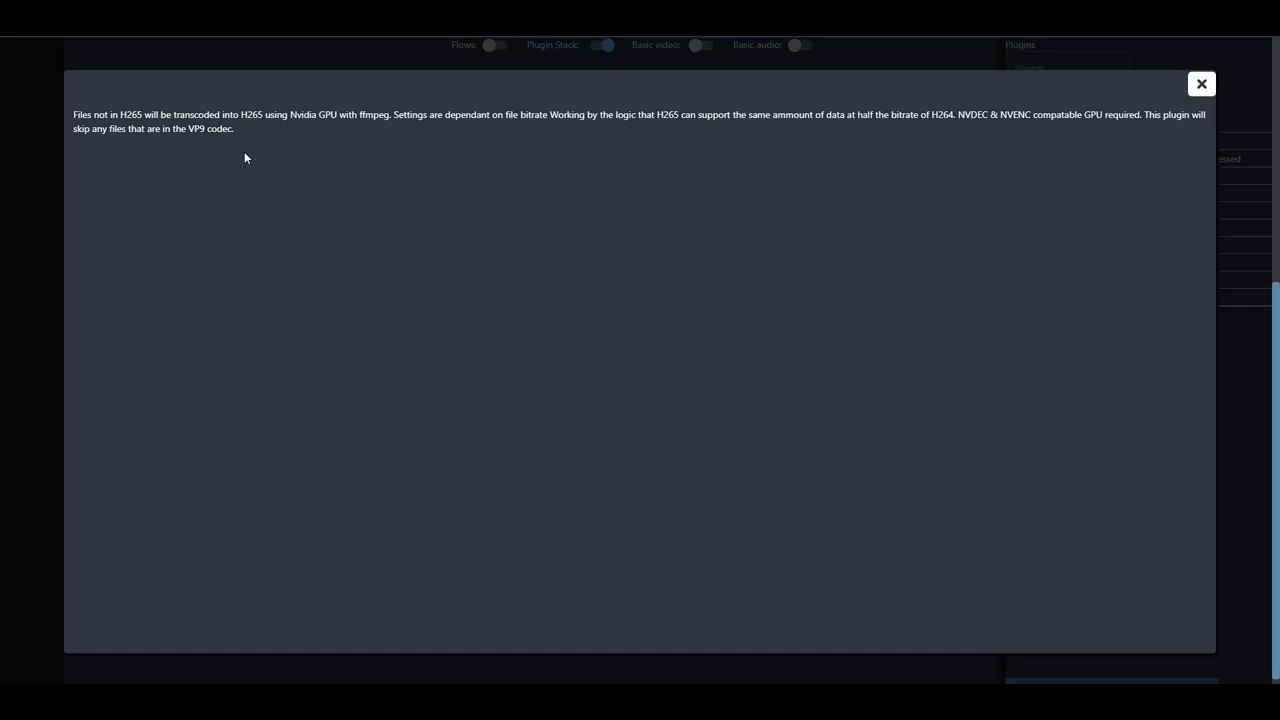 Flows: Plugin Stack: Basic video: Basic audio: Plugins
Search
Files not in H265 will be transcoded into H265 using Nvidia GPU with ffmpeg. Settings are dependant on file bitrate Working by the logic that H265 can support the same ammount of data at half the bitrate of H264. NVDEC & NVENC compatable GPU required. This plugin will
skip any files that are in the VP9 codec.
essed